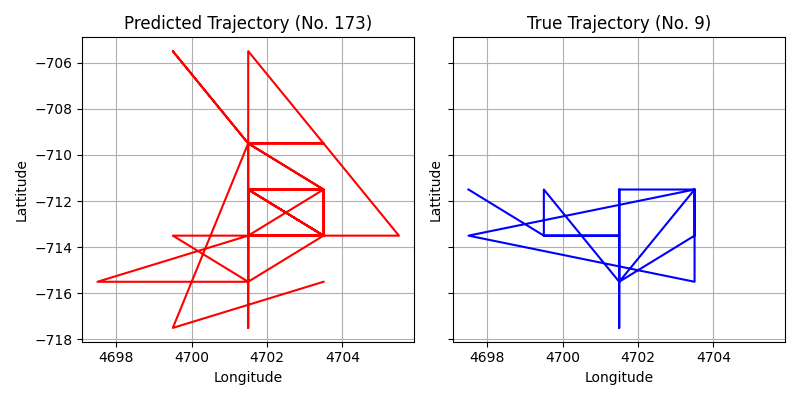 Predicted Trajectory (No. 173)
True Trajectory (No. 9)
Lattitude
−706
−708
−710
−712
−714
−716
−718
4698
4700
4702
4704
Longitude
Lattitude
4698
4700
4702
4704
Longitude